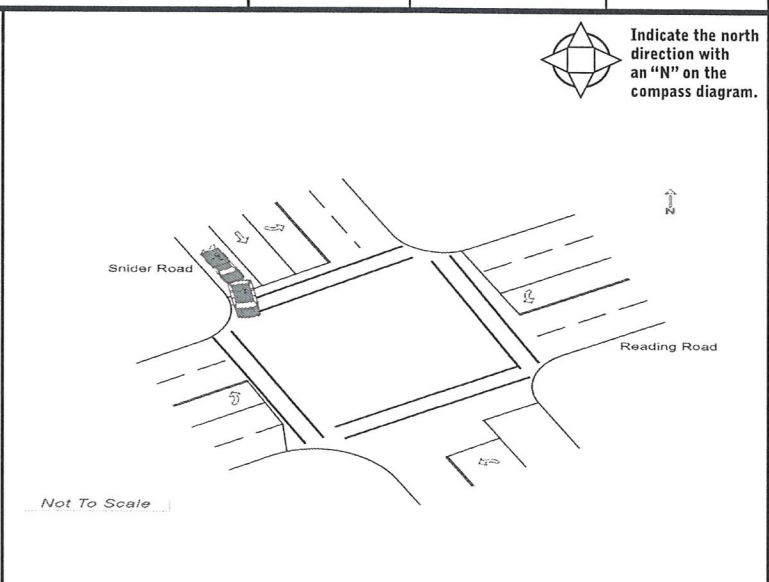 Indicate the north
direction with
an “N” on the
compass diagram.
N
Snider Road
Reading Road
Not To Scale